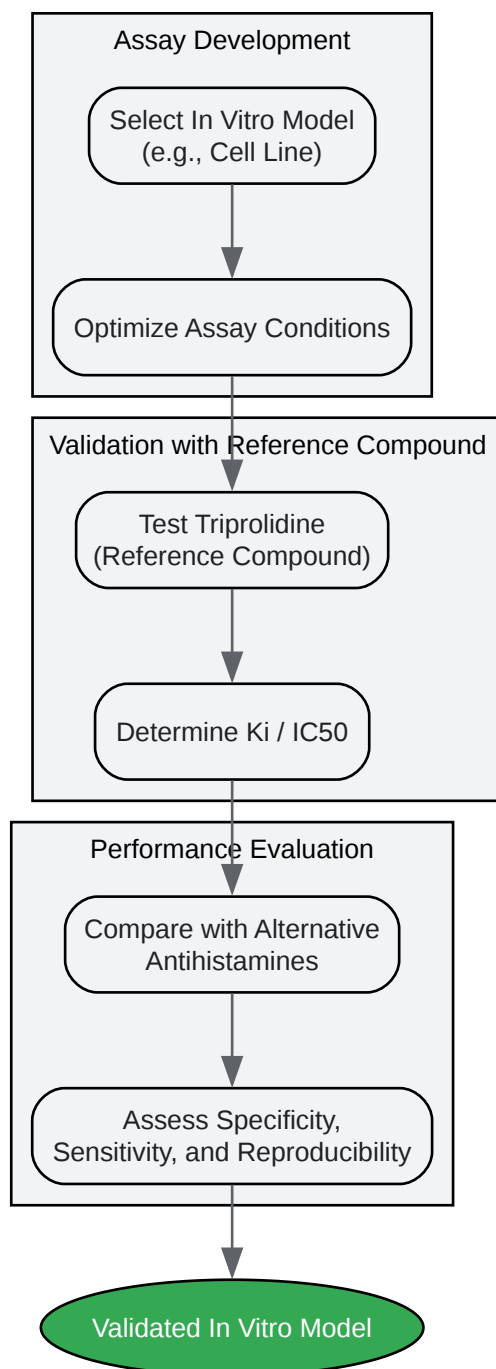 Assay Development
Select In Vitro Model
(e.g., Cell Line)
Optimize Assay Conditions
Validation with Reference Compound
Test Triprolidine
(Reference Compound)
Determine Ki / IC50
Performance Evaluation
Compare with Alternative
Antihistamines
Assess Specificity,
Sensitivity, and Reproducibility
Validated In Vitro Model